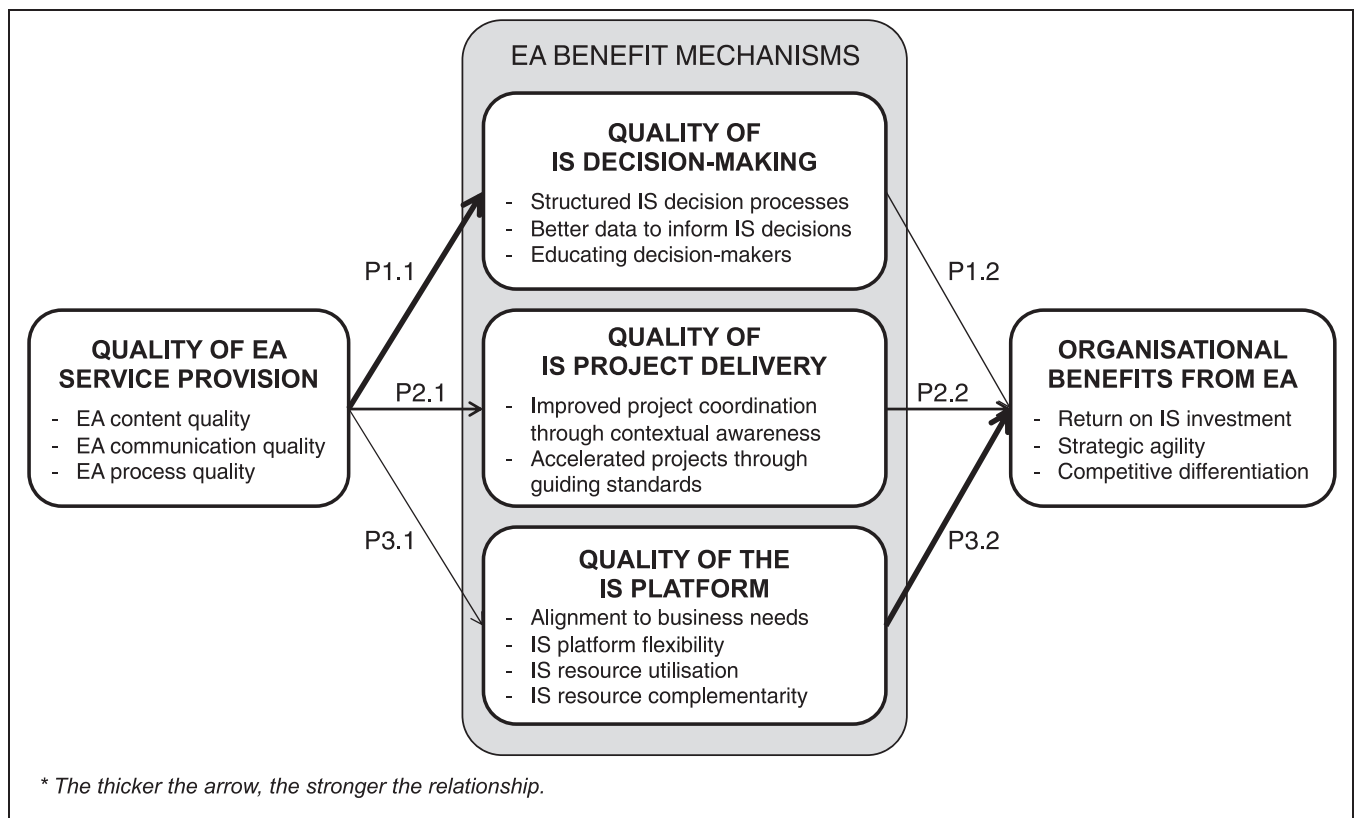 EA BENEFIT MECHANISMS
QUALITY OF
IS DECISION-MAKING
- Structured IS decision processes
- Better data to inform IS decisions
- Educating decision-makers
P1.1
P1.2
QUALITY OF EA
SERVICE PROVISION
- EA content quality
- EA communication quality
- EA process quality
P2.1
QUALITY OF
IS PROJECT DELIVERY
- Improved project coordination
through contextual awareness
- Accelerated projects through
guiding standards
P2.2
ORGANISATIONAL
BENEFITS FROM EA
- Return on IS investment
- Strategic agility
- Competitive differentiation
P3.1
P3.2
QUALITY OF THE
IS PLATFORM
- Alignment to business needs
- IS platform flexibility
- IS resource utilisation
- IS resource complementarity
* The thicker the arrow, the stronger the relationship.